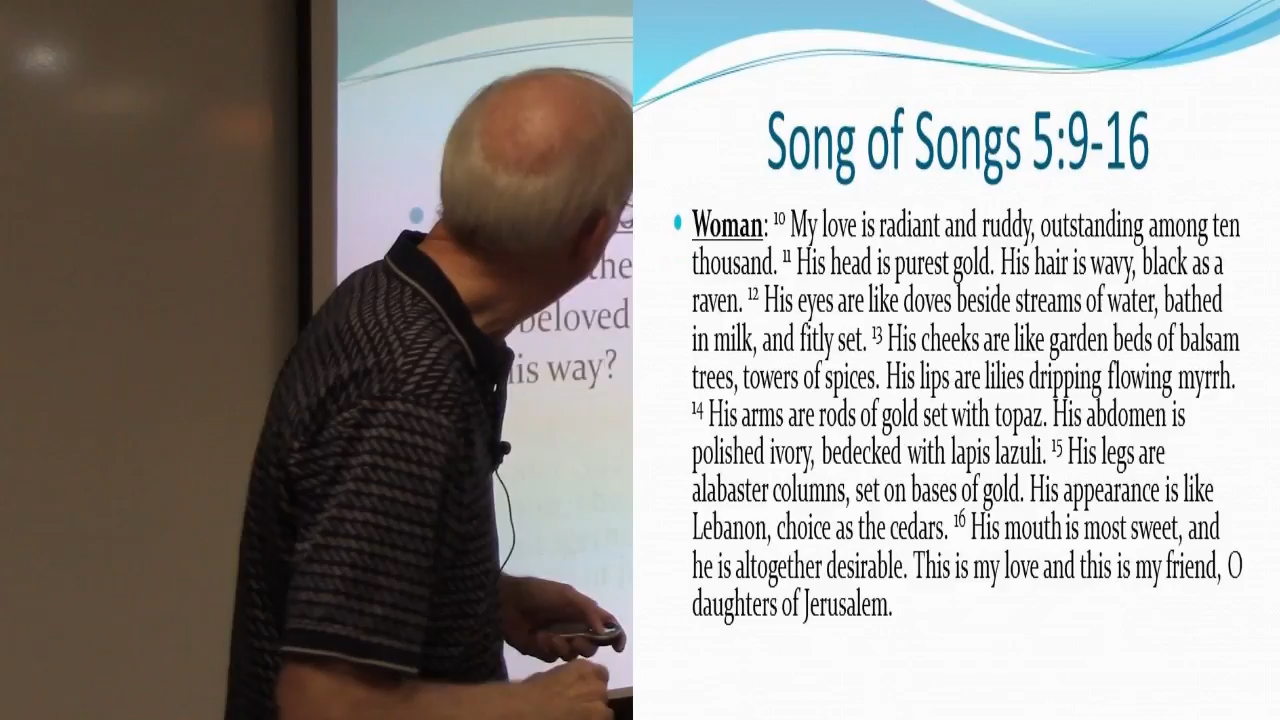 the
beloved
his way?
Song of Songs 5:9-16
• Woman: ¹⁰ My love is radiant and ruddy, outstanding among ten
thousand. ¹¹ His head is purest gold. His hair is wavy, black as a
raven. ¹² His eyes are like doves beside streams of water, bathed
in milk, and fitly set. ¹³ His cheeks are like garden beds of balsam
trees, towers of spices. His lips are lilies dripping flowing myrrh.
¹⁴ His arms are rods of gold set with topaz. His abdomen is
polished ivory, bedecked with lapis lazuli. ¹⁵ His legs are
alabaster columns, set on bases of gold. His appearance is like
Lebanon, choice as the cedars. ¹⁶ His mouth is most sweet, and
he is altogether desirable. This is my love and this is my friend, O
daughters of Jerusalem.